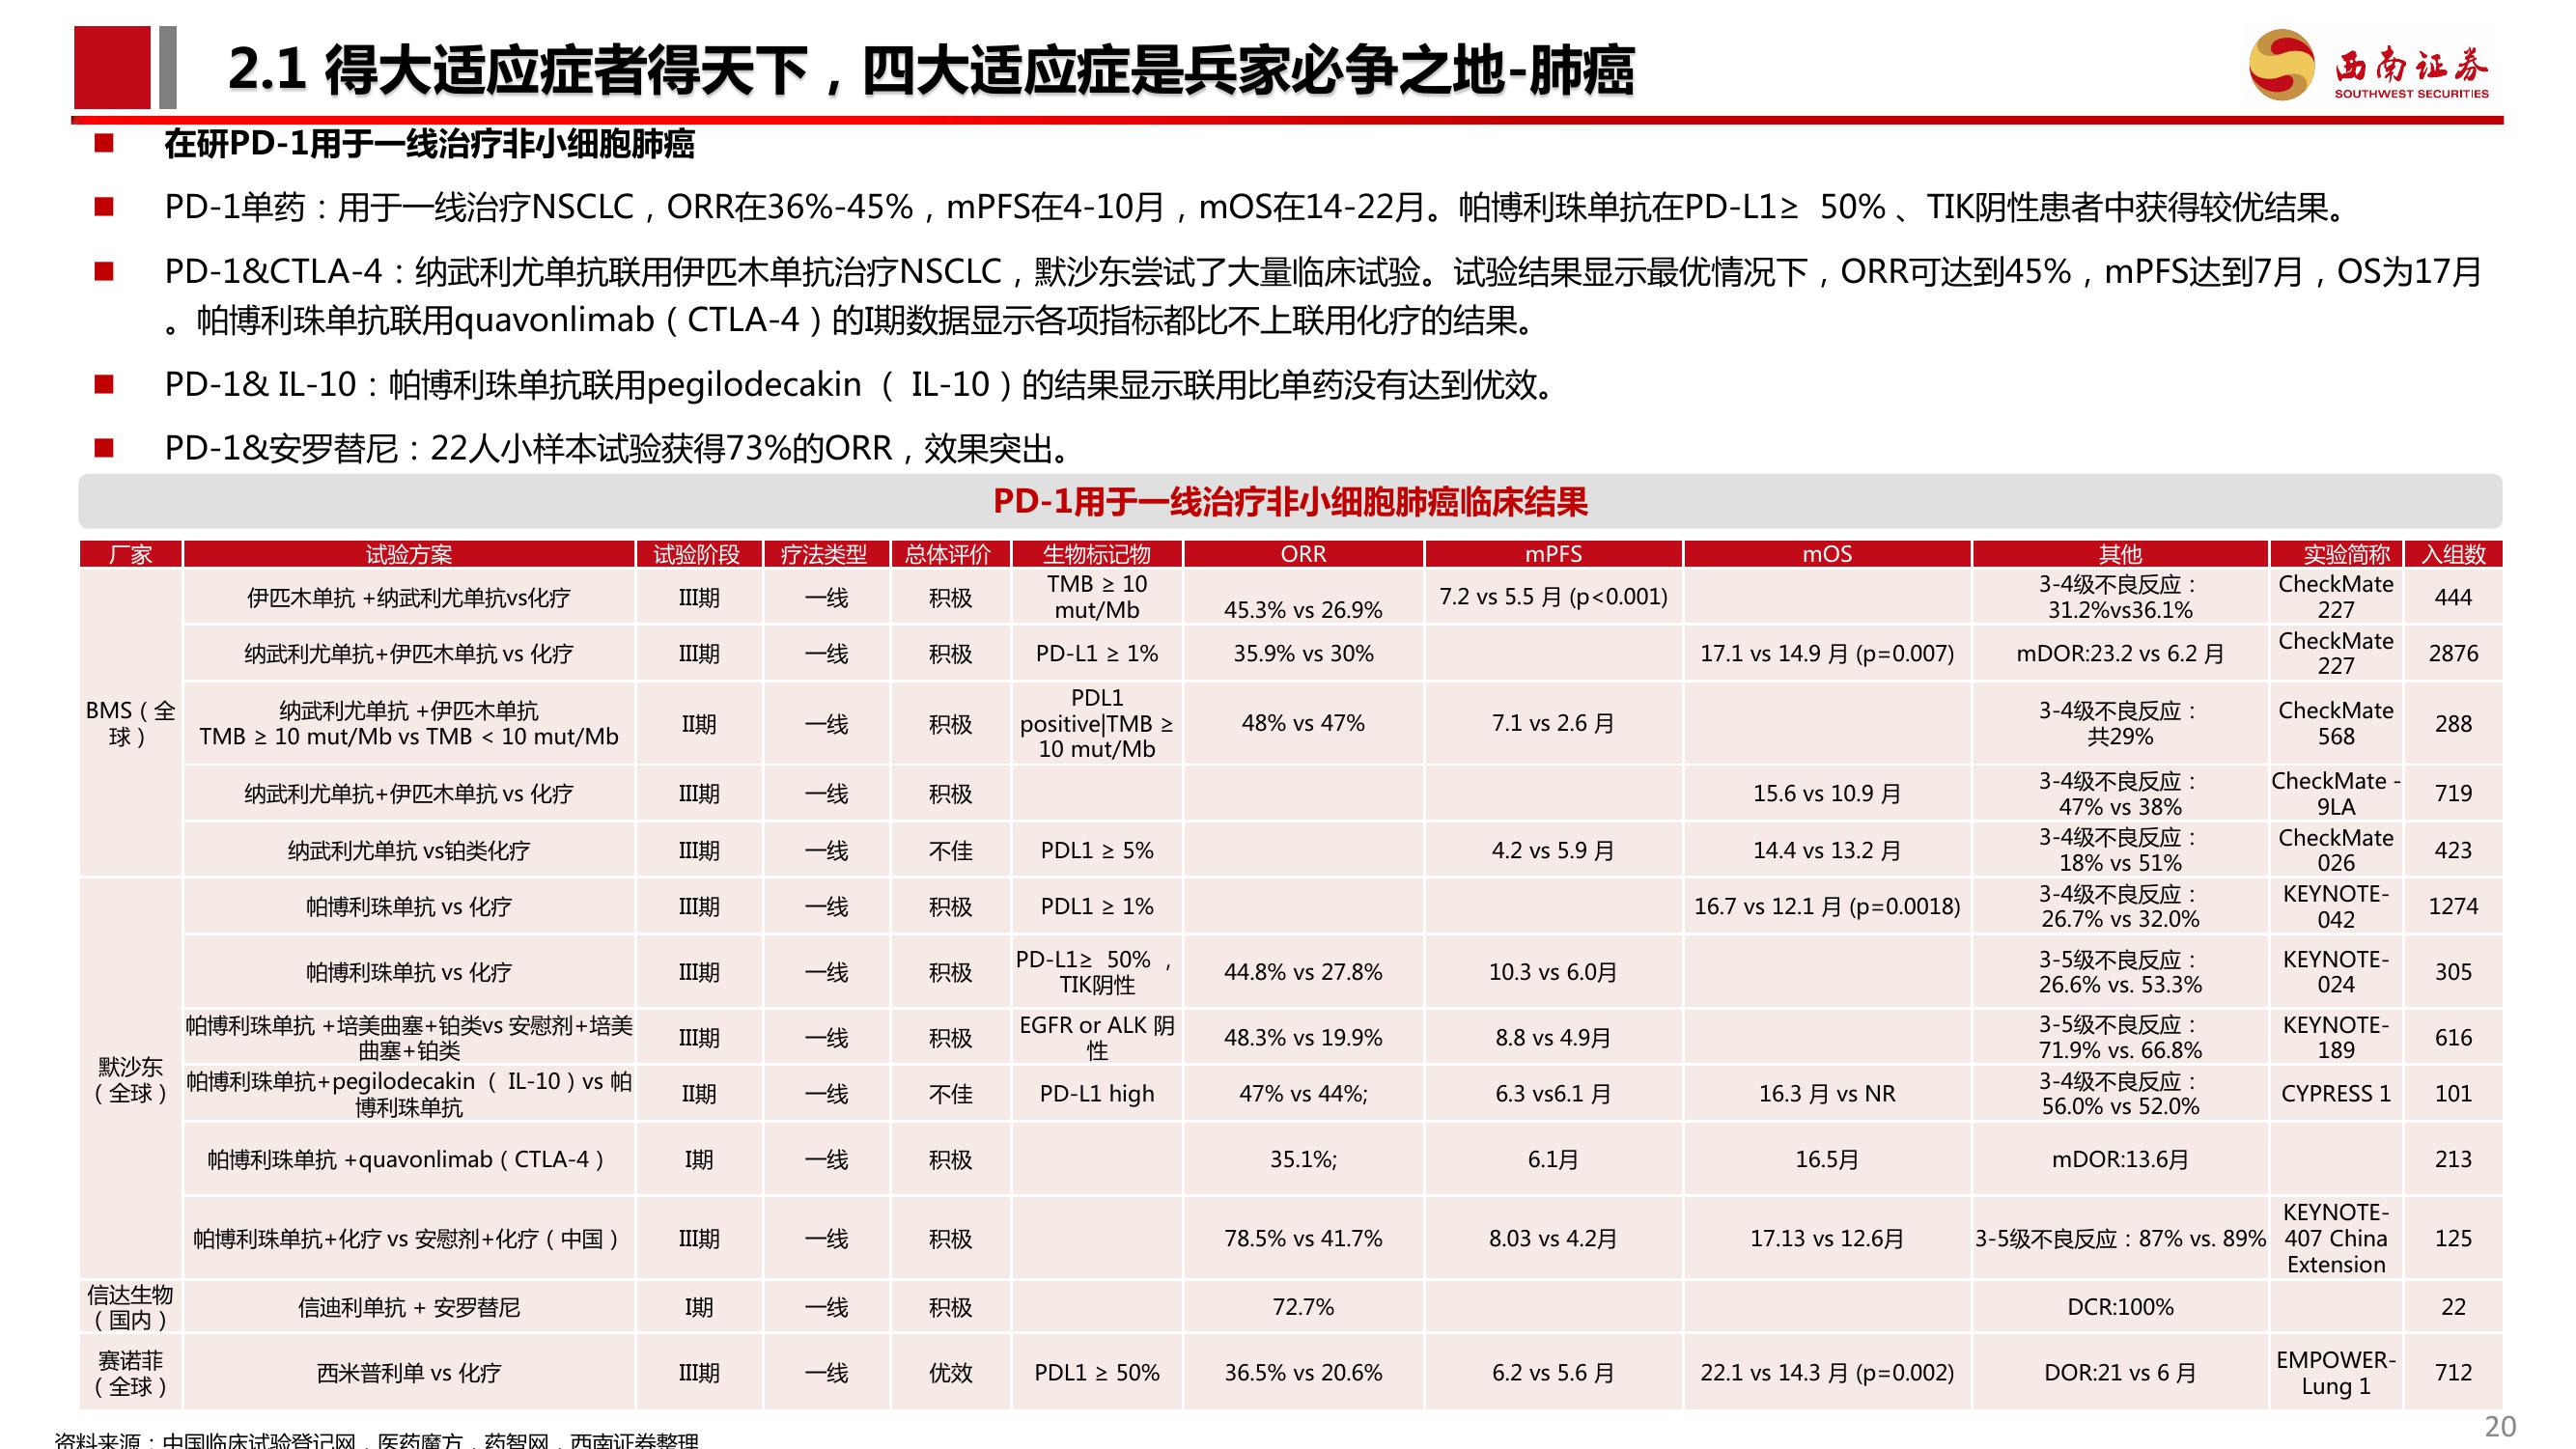 2.1 得大适应症者得天下，四大适应症是兵家必争之地-肺癌
西南证券
SOUTHWEST SECURITIES
在研PD-1用于一线治疗非小细胞肺癌
PD-1单药：用于一线治疗NSCLC，ORR在36%-45%，mPFS在4-10月，mOS在14-22月。帕博利珠单抗在PD-L1≥ 50% 、TIK阴性患者中获得较优结果。
PD-1&CTLA-4：纳武利尤单抗联用伊匹木单抗治疗NSCLC，默沙东尝试了大量临床试验。试验结果显示最优情况下，ORR可达到45%，mPFS达到7月，OS为17月
。帕博利珠单抗联用quavonlimab（CTLA-4）的I期数据显示各项指标都比不上联用化疗的结果。
PD-1& IL-10：帕博利珠单抗联用pegilodecakin （ IL-10）的结果显示联用比单药没有达到优效。
PD-1&安罗替尼：22人小样本试验获得73%的ORR，效果突出。
PD-1用于一线治疗非小细胞肺癌临床结果
厂家 试验方案 试验阶段 疗法类型 总体评价 生物标记物 ORR mPFS mOS 其他 实验简称 入组数
BMS（全
球）
伊匹木单抗 +纳武利尤单抗vs化疗 III期 一线 积极 TMB ≥ 10
mut/Mb 45.3% vs 26.9% 7.2 vs 5.5 月 (p<0.001) 3-4级不良反应：
31.2%vs36.1% CheckMate
227 444
纳武利尤单抗+伊匹木单抗 vs 化疗 III期 一线 积极 PD-L1 ≥ 1% 35.9% vs 30% 17.1 vs 14.9 月 (p=0.007) mDOR:23.2 vs 6.2 月 CheckMate
227 2876
纳武利尤单抗 +伊匹木单抗
TMB ≥ 10 mut/Mb vs TMB < 10 mut/Mb II期 一线 积极 PDL1
positive|TMB ≥
10 mut/Mb 48% vs 47% 7.1 vs 2.6 月 3-4级不良反应：
共29% CheckMate
568 288
纳武利尤单抗+伊匹木单抗 vs 化疗 III期 一线 积极 15.6 vs 10.9 月 3-4级不良反应：
47% vs 38% CheckMate -
9LA 719
纳武利尤单抗 vs铂类化疗 III期 一线 不佳 PDL1 ≥ 5% 4.2 vs 5.9 月 14.4 vs 13.2 月 3-4级不良反应：
18% vs 51% CheckMate
026 423
默沙东
（全球）
帕博利珠单抗 vs 化疗 III期 一线 积极 PDL1 ≥ 1% 16.7 vs 12.1 月 (p=0.0018) 3-4级不良反应：
26.7% vs 32.0% KEYNOTE-
042 1274
帕博利珠单抗 vs 化疗 III期 一线 积极 PD-L1≥ 50% ，
TIK阴性 44.8% vs 27.8% 10.3 vs 6.0月 3-5级不良反应：
26.6% vs. 53.3% KEYNOTE-
024 305
帕博利珠单抗 +培美曲塞+铂类vs 安慰剂+培美
曲塞+铂类 III期 一线 积极 EGFR or ALK 阴
性 48.3% vs 19.9% 8.8 vs 4.9月 3-5级不良反应：
71.9% vs. 66.8% KEYNOTE-
189 616
帕博利珠单抗+pegilodecakin （ IL-10）vs 帕
博利珠单抗 II期 一线 不佳 PD-L1 high 47% vs 44%; 6.3 vs6.1 月 16.3 月 vs NR 3-4级不良反应：
56.0% vs 52.0% CYPRESS 1 101
帕博利珠单抗 +quavonlimab（CTLA-4） I期 一线 积极 35.1%; 6.1月 16.5月 mDOR:13.6月 213
帕博利珠单抗+化疗 vs 安慰剂+化疗（中国） III期 一线 积极 78.5% vs 41.7% 8.03 vs 4.2月 17.13 vs 12.6月 3-5级不良反应：87% vs. 89% KEYNOTE-
407 China
Extension 125
信达生物
（国内） 信迪利单抗 + 安罗替尼 I期 一线 积极 72.7% DCR:100% 22
赛诺菲
（全球） 西米普利单 vs 化疗 III期 一线 优效 PDL1 ≥ 50% 36.5% vs 20.6% 6.2 vs 5.6 月 22.1 vs 14.3 月 (p=0.002) DOR:21 vs 6 月 EMPOWER-
Lung 1 712
资料来源：中国临床试验登记网，医药魔方，药智网，西南证券整理
20